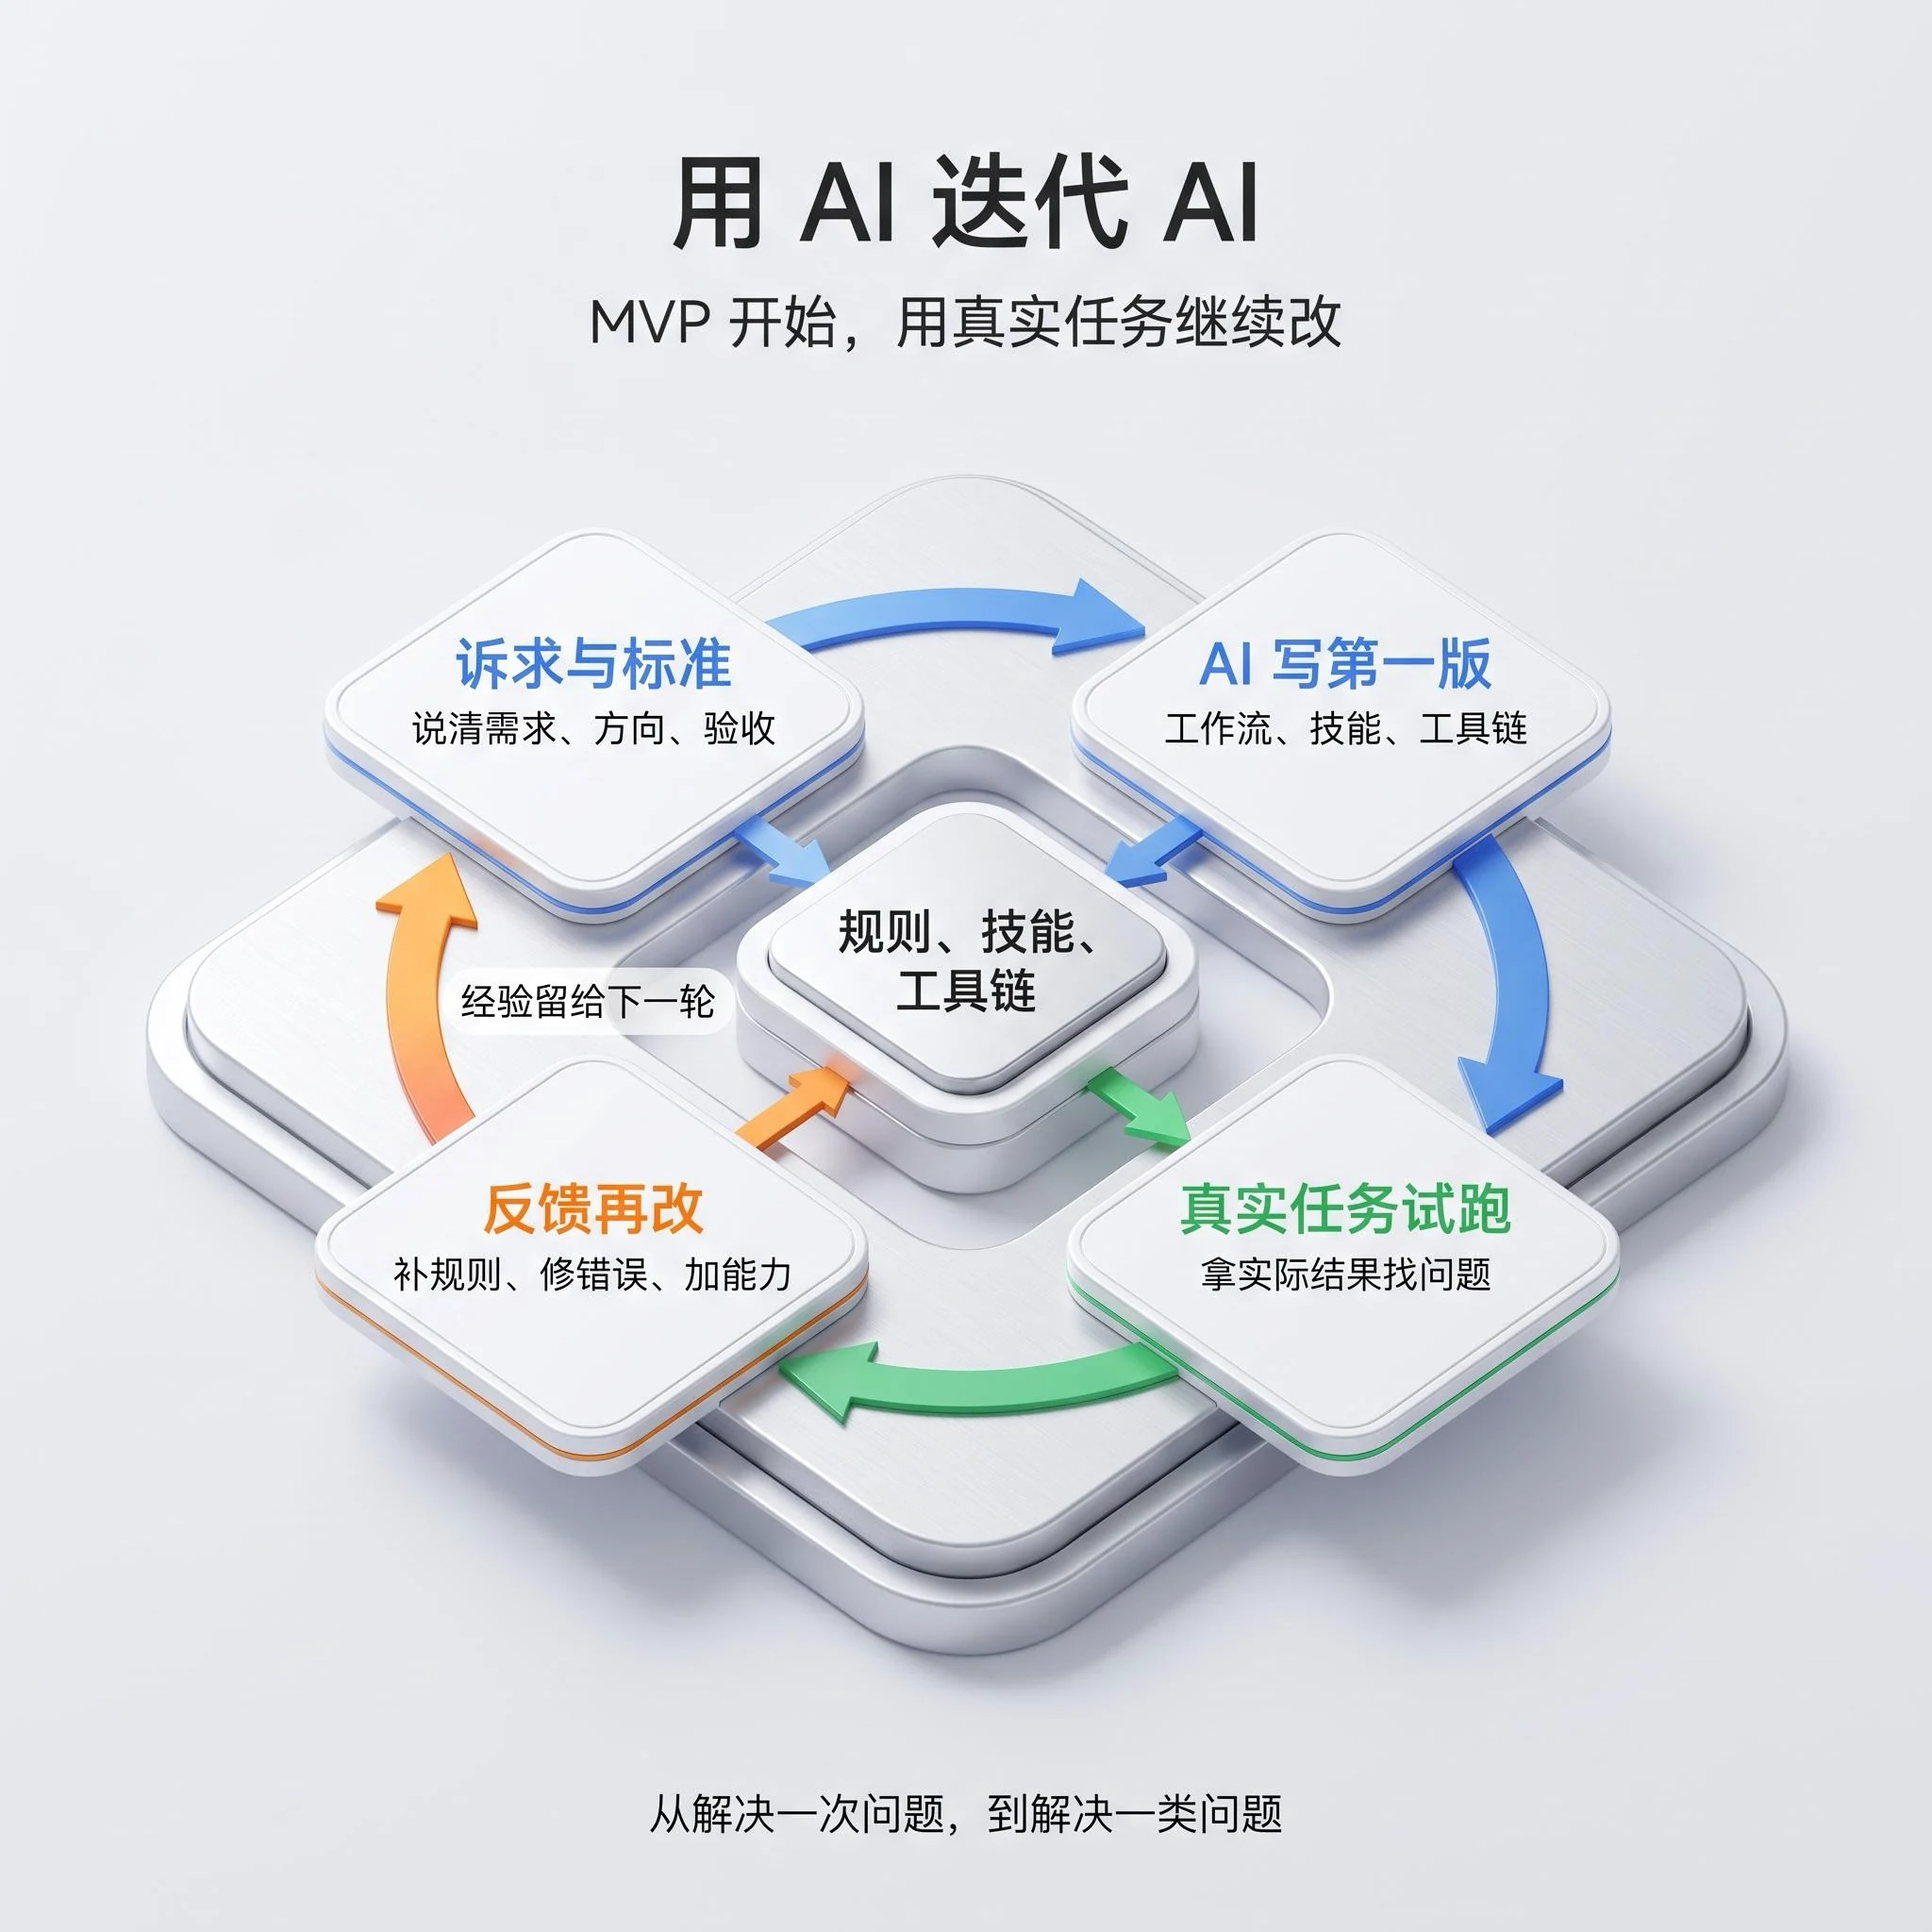 用 AI 迭代 AI
MVP 开始，用真实任务继续改
诉求与标准
说清需求、方向、验收
AI 写第一版
工作流、技能、工具链
规则、技能、
工具链
经验留给下一轮
反馈再改
补规则、修错误、加能力
真实任务试跑
拿实际结果找问题
从解决一次问题，到解决一类问题